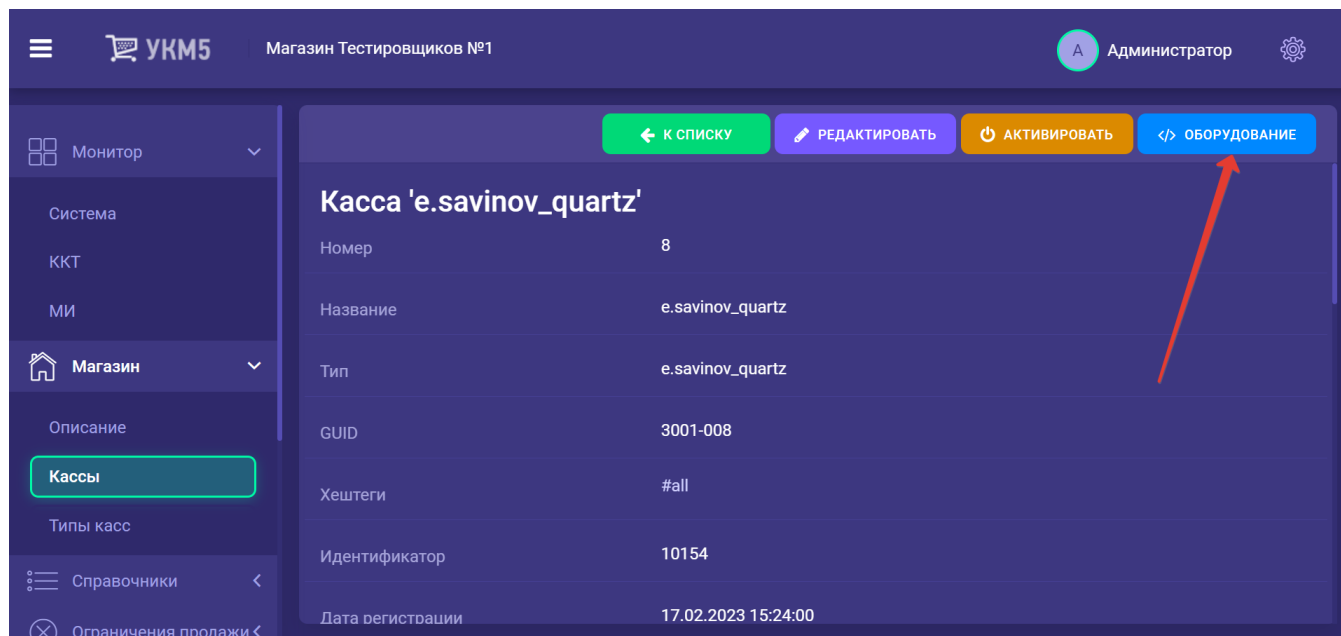 УКМ5
Магазин Тестировщиков №1
А
Администратор
Монитор
Система
ККТ
МИ
Магазин
Описание
Кассы
Типы касс
Справочники
Ограничения продажи
К СПИСКУ
РЕДАКТИРОВАТЬ
АКТИВИРОВАТЬ
</> ОБОРУДОВАНИЕ
Касса 'e.savinov_quartz'
Номер 8
Название e.savinov_quartz
Тип e.savinov_quartz
GUID 3001-008
Хештеги #all
Идентификатор 10154
Дата регистрации 17.02.2023 15:24:00